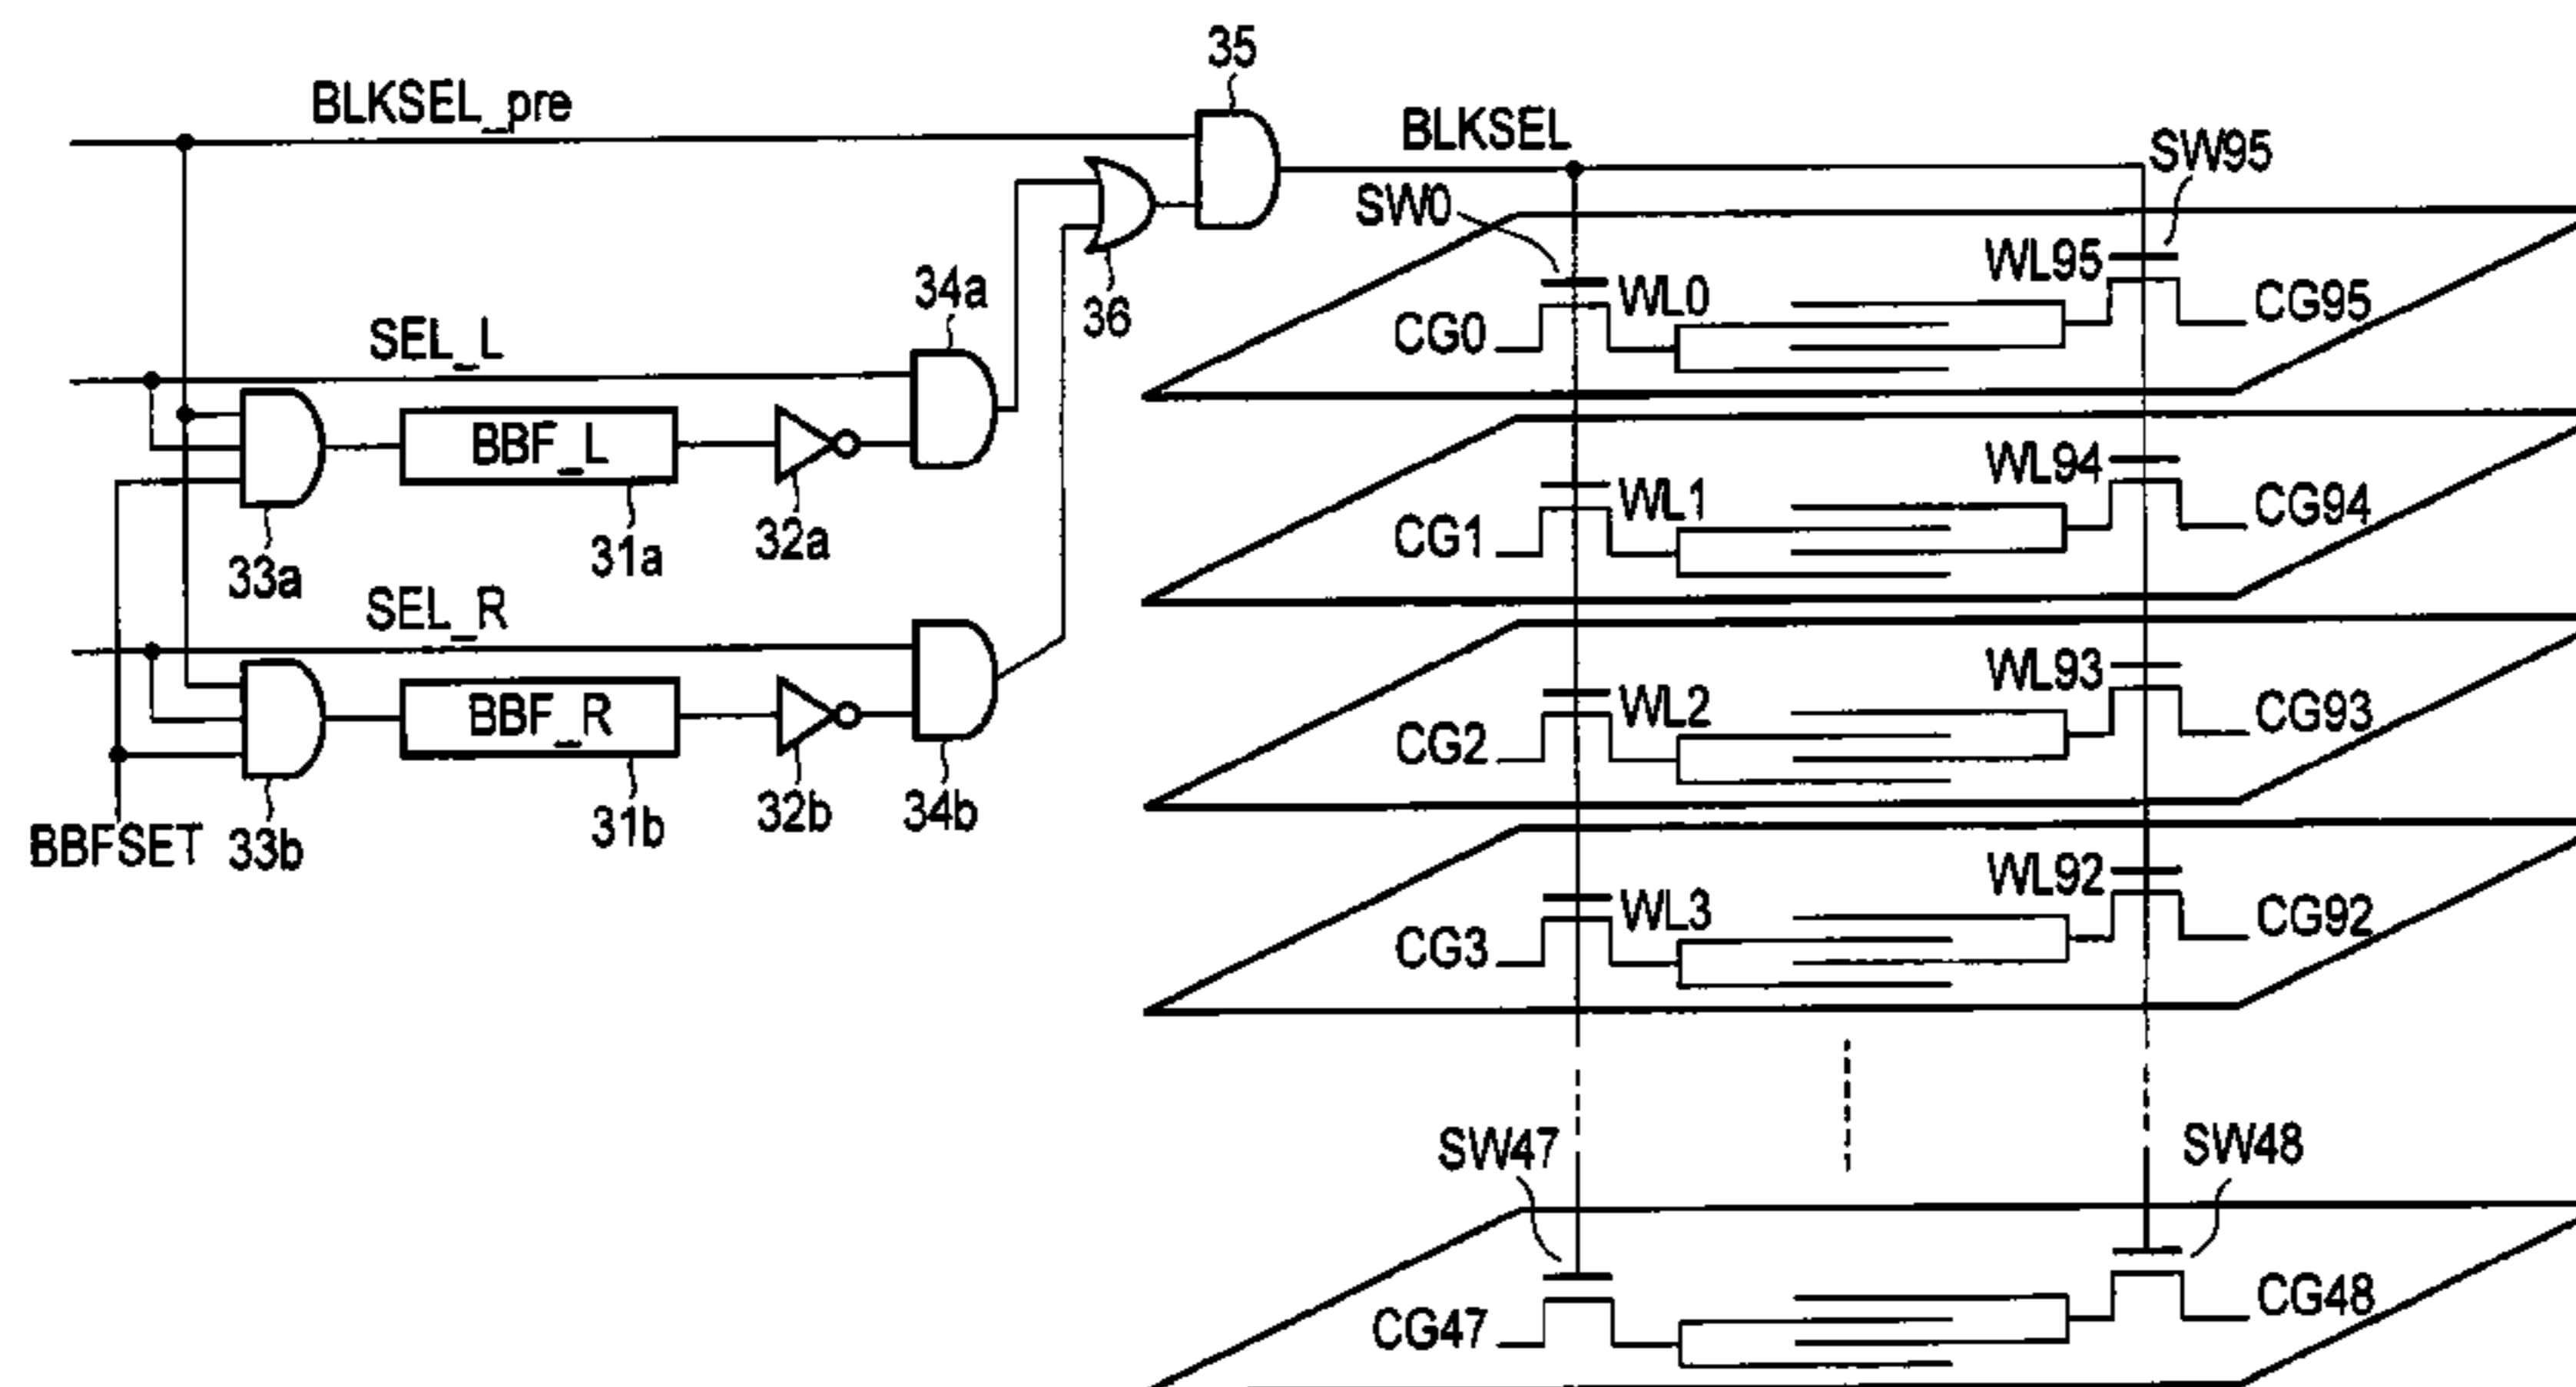 35
BLKSEL_pre
BLKSEL
SW95
SW0
36
34a
WL0
WL95
CG0
CG95
SEL_L
BBF_L
33a
31a
32a
WL1
WL94
CG1
CG94
SEL_R
BBF_R
BBFSET
33b
31b
32b
34b
WL2
WL93
CG2
CG93
WL3
WL92
CG3
CG92
SW47
SW48
CG47
CG48